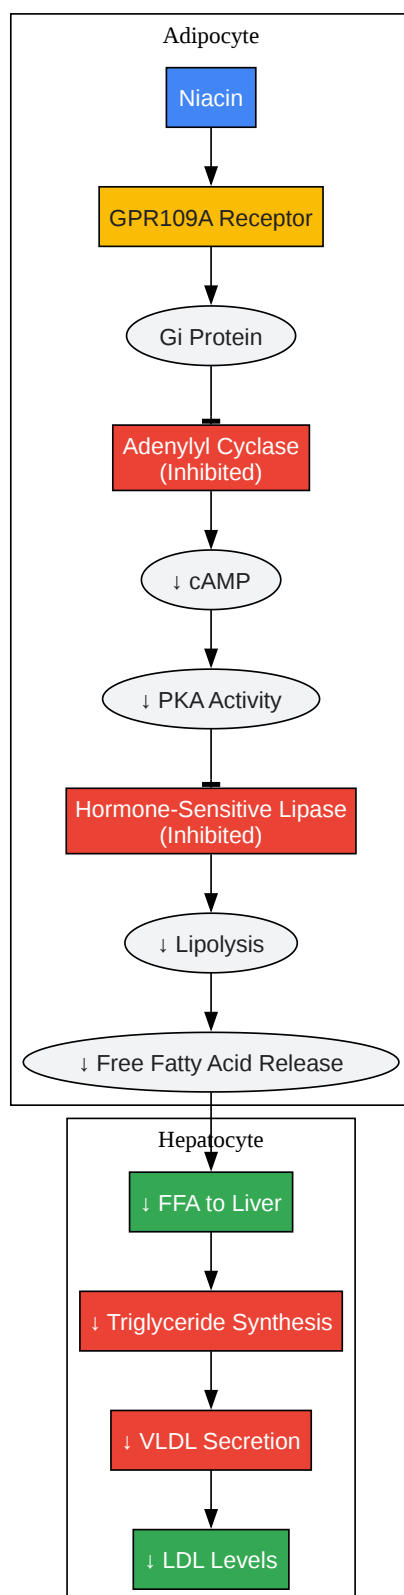 Adipocyte
Niacin
GPR109A Receptor
Gi Protein
Adenylyl Cyclase
(Inhibited)
↓ cAMP
↓ PKA Activity
Hormone-Sensitive Lipase
(Inhibited)
↓ Lipolysis
↓ Free Fatty Acid Release
Hepatocyte
↓ FFA to Liver
↓ Triglyceride Synthesis
↓ VLDL Secretion
↓ LDL Levels